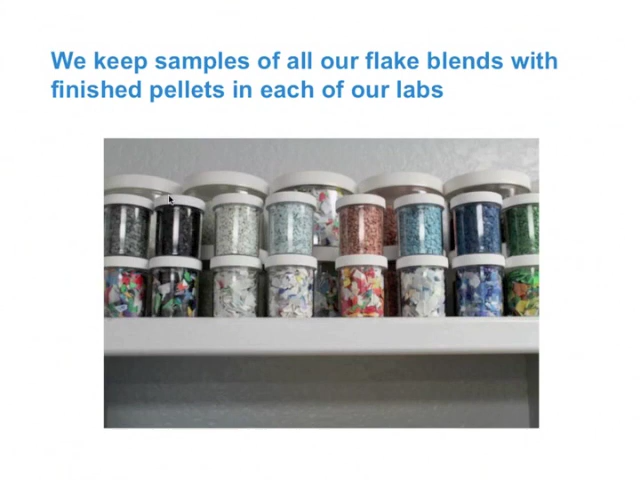 We keep samples of all our flake blends with
finished pellets in each of our labs